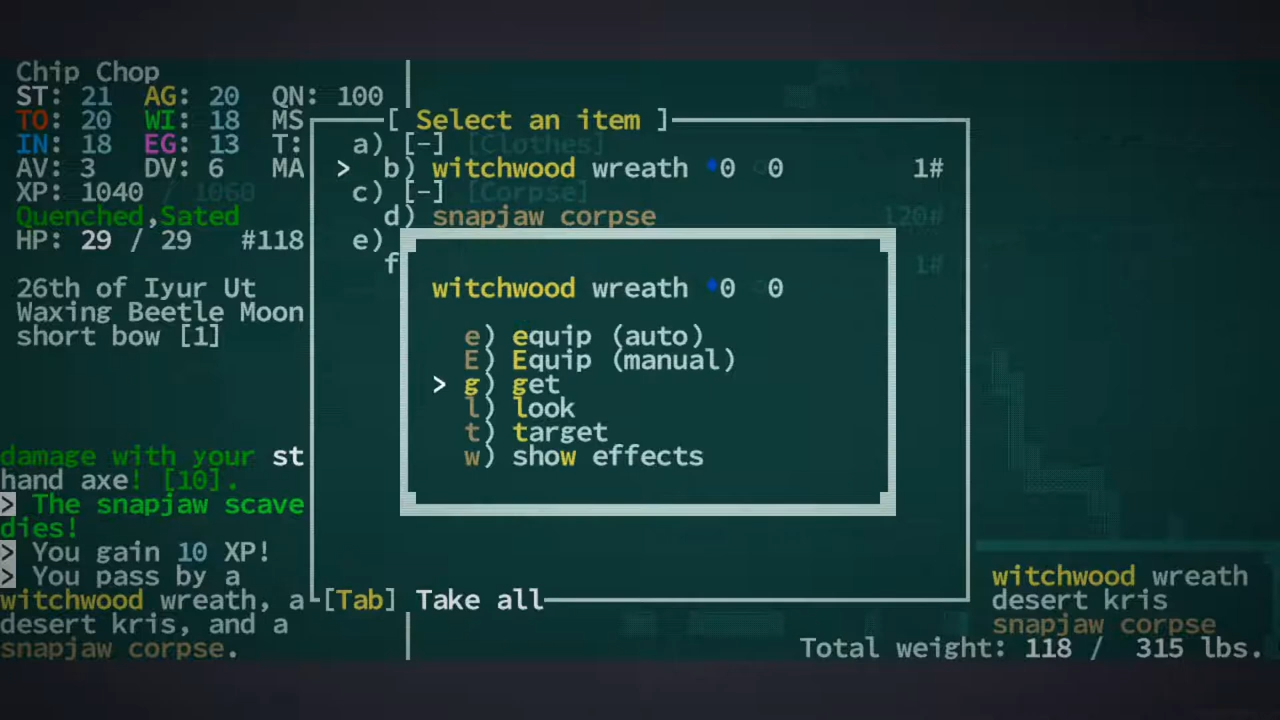 Chip Chop
ST: 21 AG: 20 QN: 100
TO: 20 WI: 18 MS
IN: 18 EG: 13 T:
AV: 3 DV: 6 MA
XP: 1040 / 1060
Quenched,Sated
HP: 29 / 29 #118
26th of Iyur Ut
Waxing Beetle Moon
short bow [1]
damage with your st
hand axe! [10].
> The snapjaw scave
dies!
> You gain 10 XP!
> You pass by a
witchwood wreath, a
desert kris, and a
snapjaw corpse.
[ Select an item ]
a) [-] [Clothes]
> b) witchwood wreath 0 0 1#
c) [-] [Corpse]
d) snapjaw corpse 120#
e)
f 1#
witchwood wreath 0 0
e) equip (auto)
E) Equip (manual)
> g) get
l) look
t) target
w) show effects
[Tab] Take all
witchwood wreath
desert kris
snapjaw corpse
Total weight: 118 / 315 lbs.